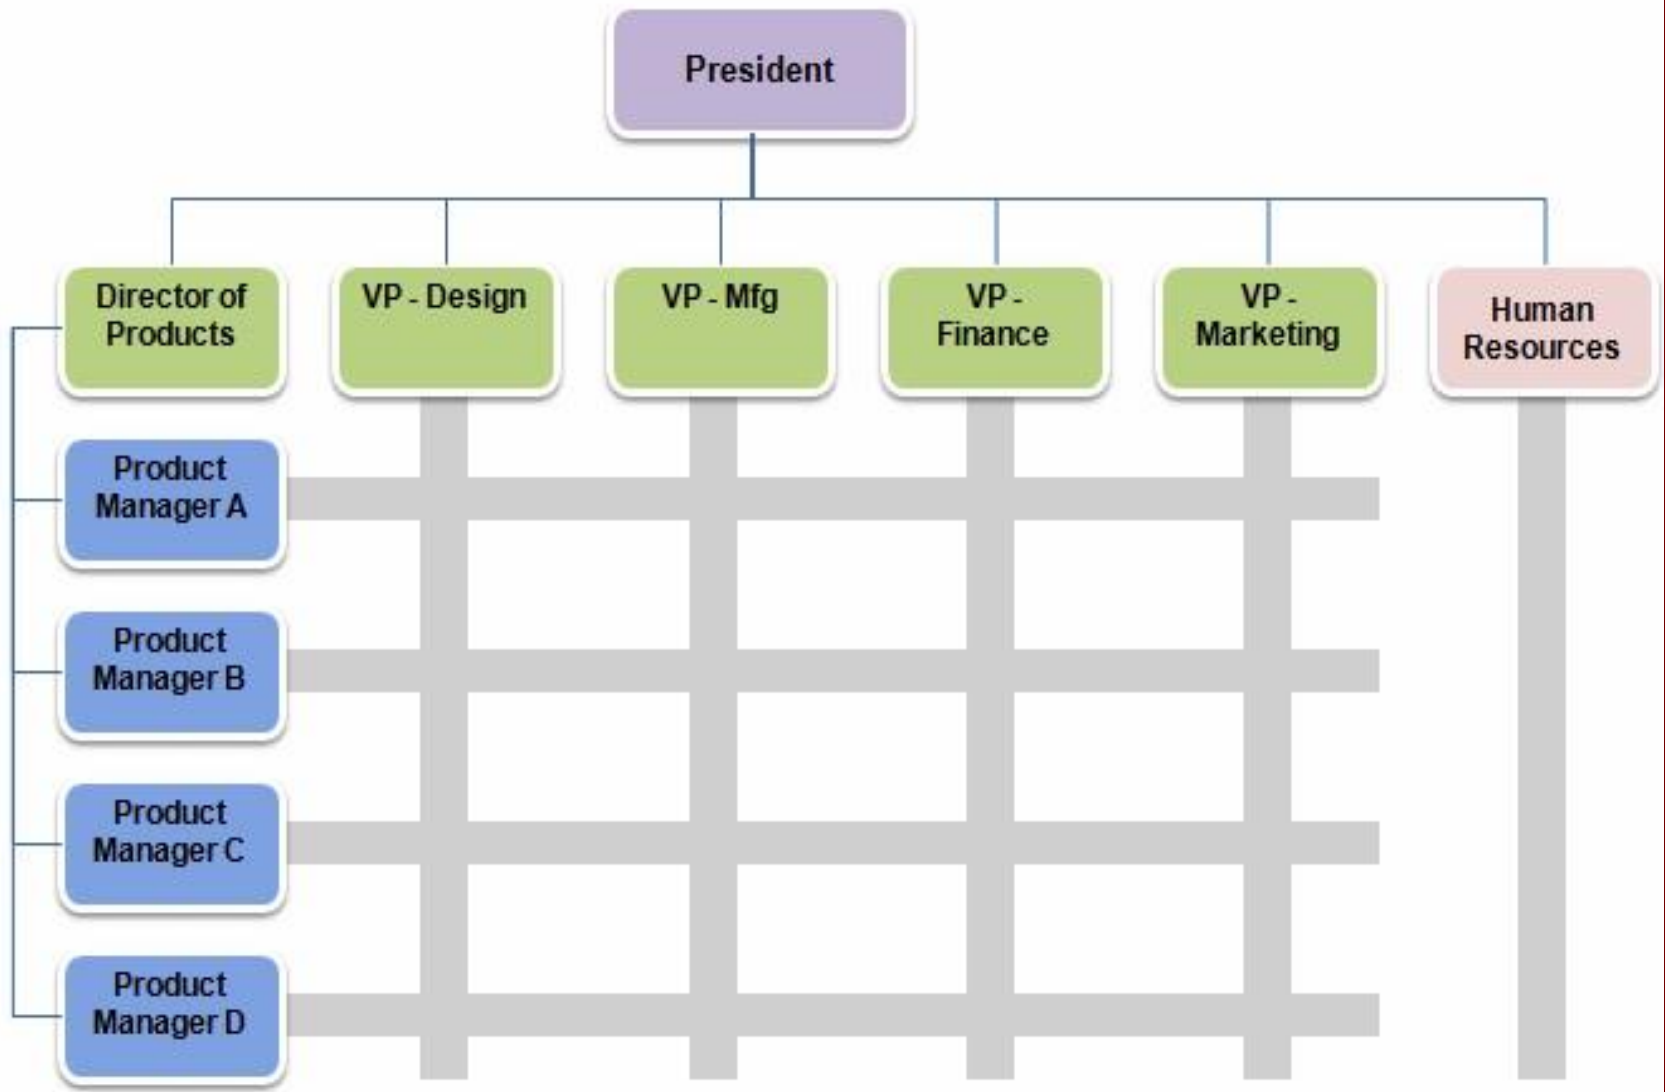 President
Director of
Products
VP - Design
VP - Mfg
VP -
Finance
VP -
Marketing
Human
Resources
Product
Manager A
Product
Manager B
Product
Manager C
Product
Manager D